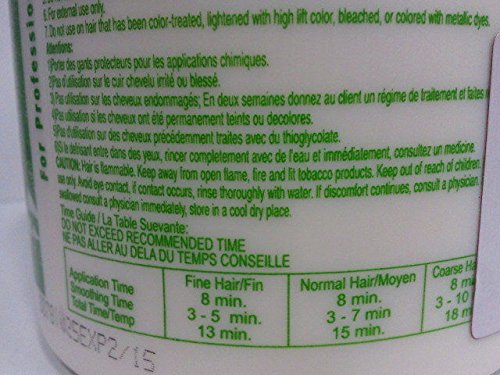 6. For external use only.
7. Do not use on hair that has been color-treated, lightened with high lift color, bleached, or colored with metallic dyes.
Attentions:
1)Porter des gants protecteurs pour les applications chimiques.
2)Pas d'utilisation sur le cuir chevelu irrité ou blessé.
3) Pas d'utilisation sur les cheveux endommagés; En deux semaines donnez au client un régime de traitement et faites
4)Pas d'utilisation si les cheveux ont été permanent teints ou decolores.
5)Pas d'utilisation sur des cheveux précédemment traites avec du thioglycolate.
6)Si le délisant entre dans des yeux, rincer complètement avec de l'eau et immédiatement, consultez un medicine.
CAUTION: Hair is flammable. Keep away from open flame, fire and lit tobacco products. Keep out of reach of children.
use only. Avoid eye contact. if contact occurs, rinse thoroughly with water. If discomfort continues, consult a physician.
swallowed consult a physician immediately, store in a cool dry place.
Time Guide / La Table Suevante:
DO NOT EXCEED RECOMMENDED TIME
NE PAS ALLER AU DELA DU TEMPS CONSEILLE
Fine Hair/Fin Normal Hair/Moyen Coarse Ha
Application Time 8 min. 8 min. 8 m
Smoothing Time 3 - 5 min. 3 - 7 min 3 - 10
Total Time/Temp 13 min. 15 min. 18 m
EXP2/15
For Professio